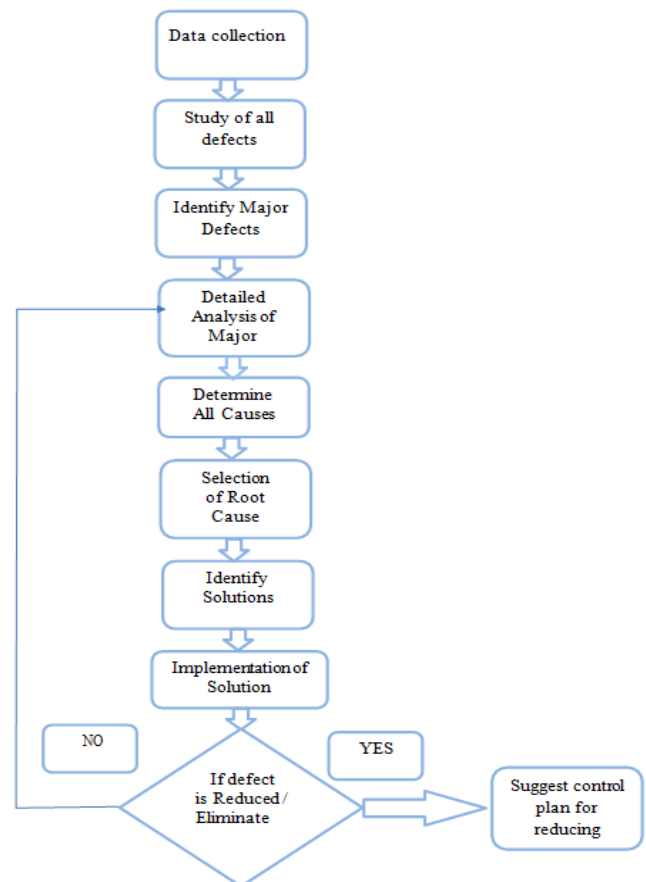 Data collection
Study of all
defects
Identify Major
Defects
Detailed
Analysis of
Major
Determine
All Causes
Selection
of Root
Cause
Identify
Solutions
Implementation of
Solution
NO
YES
If defect
is Reduced /
Eliminate
Suggest control
plan for
reducing